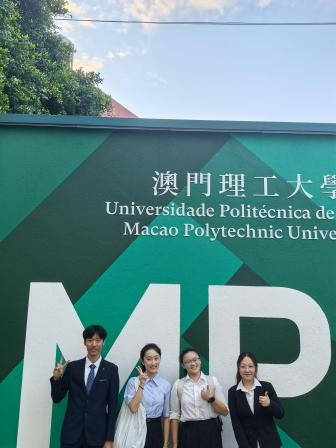 澳門理工大學
Universidade Politécnica de
Macao Polytechnic Unive
MP